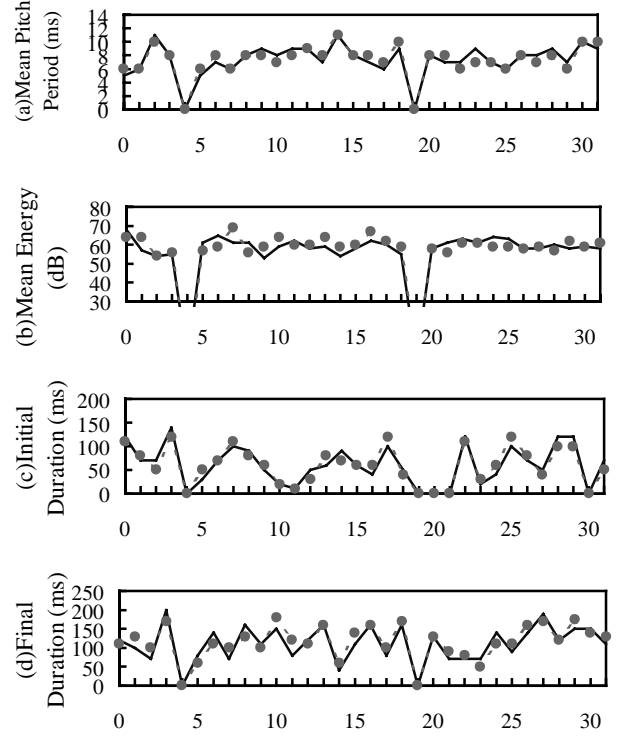 (a)Mean Pitch
Period (ms)
14
12
10
8
6
4
2
0
0 5 10 15 20 25 30
(b)Mean Energy
(dB)
80
70
60
50
40
30
0 5 10 15 20 25 30
(c)Initial
Duration (ms)
200
150
100
50
0
0 5 10 15 20 25 30
(d)Final
Duration (ms)
250
200
150
100
50
0
0 5 10 15 20 25 30